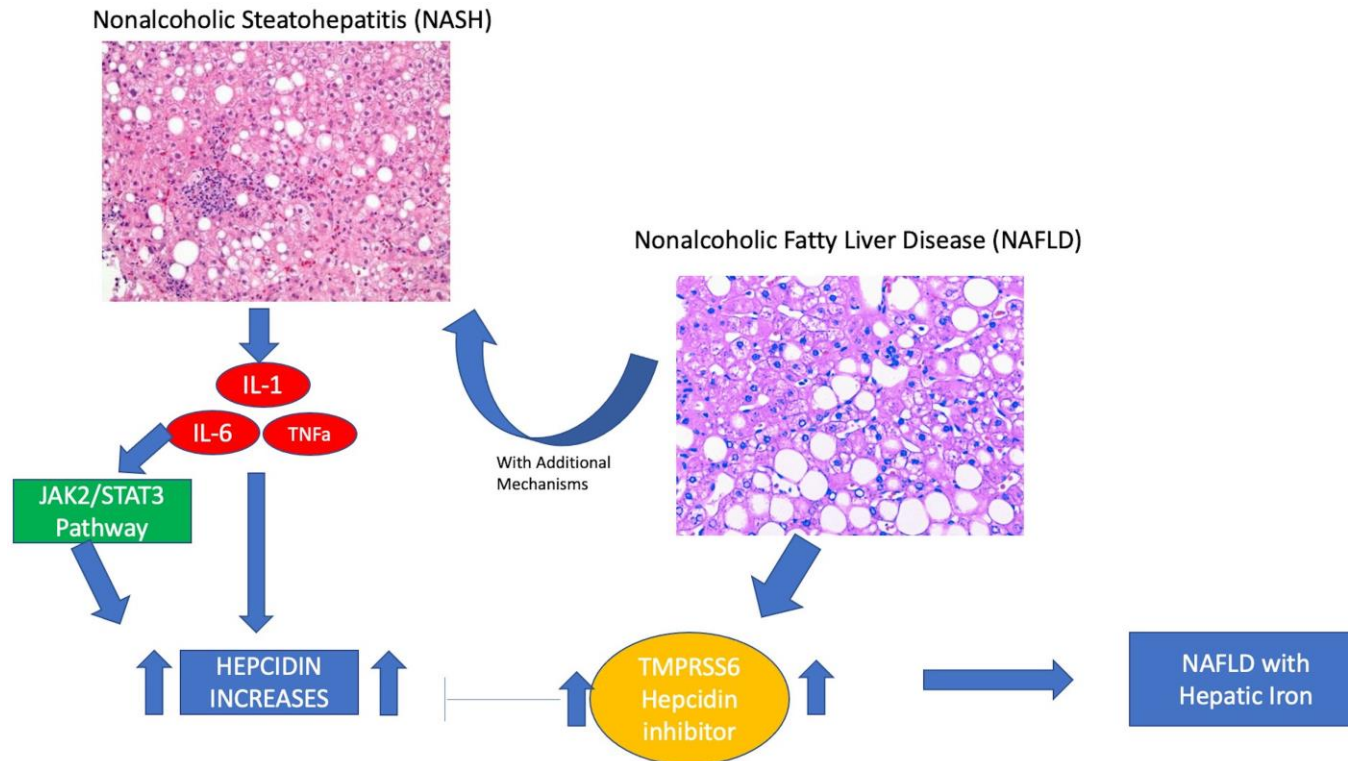 Nonalcoholic Steatohepatitis (NASH)
Nonalcoholic Fatty Liver Disease (NAFLD)
IL-1
IL-6
TNFa
With Additional
Mechanisms
JAK2/STAT3
Pathway
HEPCIDIN
INCREASES
TMPRSS6
Hepcidin
inhibitor
NAFLD with
Hepatic Iron